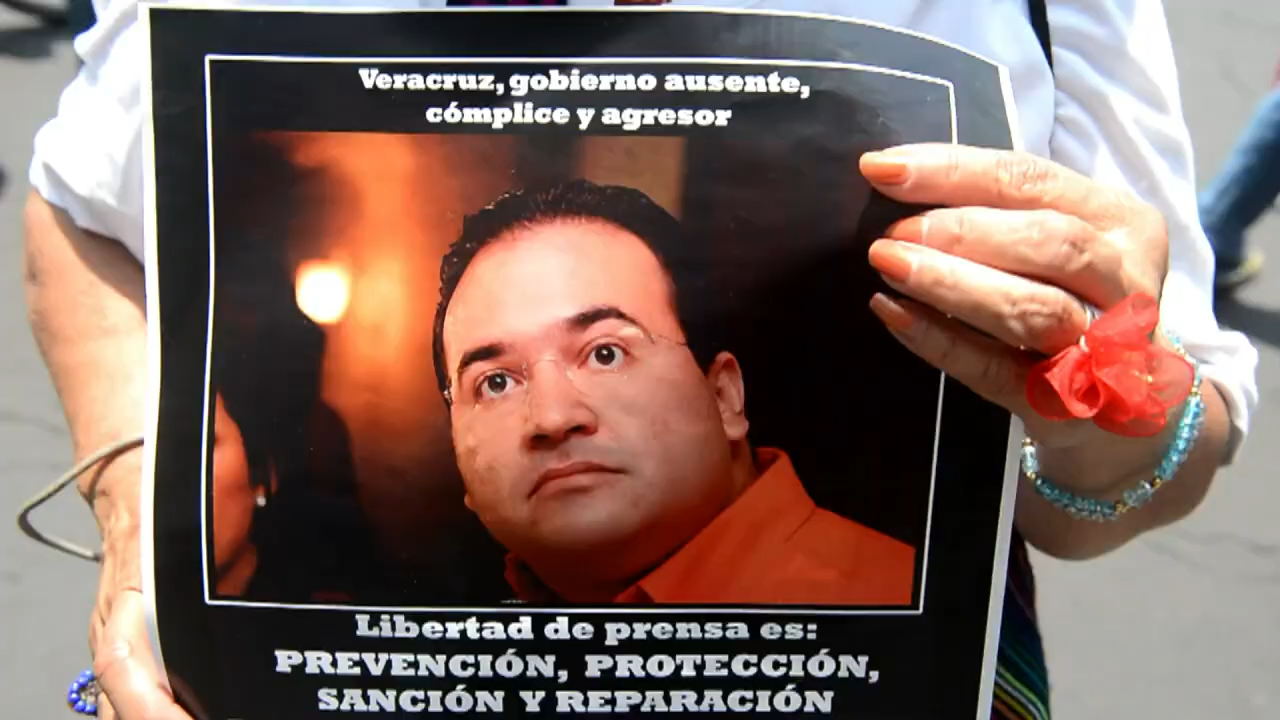 Veracruz, gobierno ausente,
cómplice y agresor
Libertad de prensa es:
PREVENCIÓN, PROTECCIÓN,
SANCIÓN Y REPARACIÓN